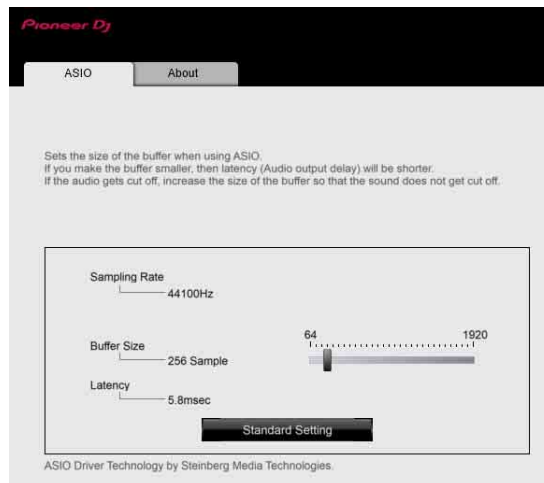 Pioneer Dj
ASIO About
Sets the size of the buffer when using ASIO.
If you make the buffer smaller, then latency (Audio output delay) will be shorter.
If the audio gets cut off, increase the size of the buffer so that the sound does not get cut off.
Sampling Rate
44100Hz
64 1920
Buffer Size
256 Sample
Latency
5.8msec
Standard Setting
ASIO Driver Technology by Steinberg Media Technologies.